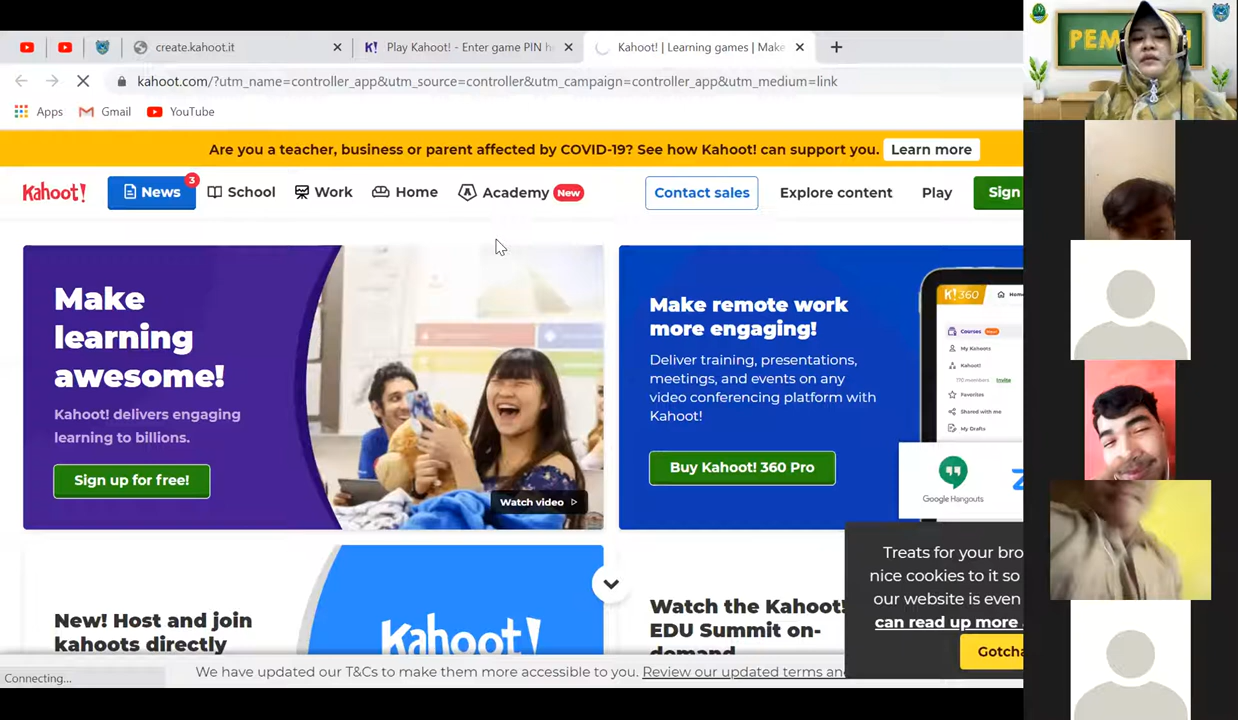 create.kahoot.it
Play Kahoot! - Enter game PIN h
Kahoot! | Learning games | Make
kahoot.com/?utm_name=controller_app&utm_source=controller&utm_campaign=controller_app&utm_medium=link
Apps
Gmail
YouTube
Are you a teacher, business or parent affected by COVID-19? See how Kahoot! can support you.
Learn more
Kahoot!
News
3
School
Work
Home
Academy
New
Contact sales
Explore content
Play
Sign
Make
learning
awesome!
Kahoot! delivers engaging
learning to billions.
Sign up for free!
Watch video
Make remote work
more engaging!
Deliver training, presentations,
meetings, and events on any
video conferencing platform with
Kahoot!
Buy Kahoot! 360 Pro
K! 360
Home
Courses
My Kahoots
Kahoot!
Invite
Favorites
Shared with me
My Drafts
Google Hangouts
New! Host and join
kahoots directly
Kahoot!
Watch the Kahoot!
EDU Summit on-
demand
Treats for your bro
nice cookies to it so
our website is even
can read up more
Gotcha
We have updated our T&Cs to make them more accessible to you. Review our updated terms an
Connecting...
PEM